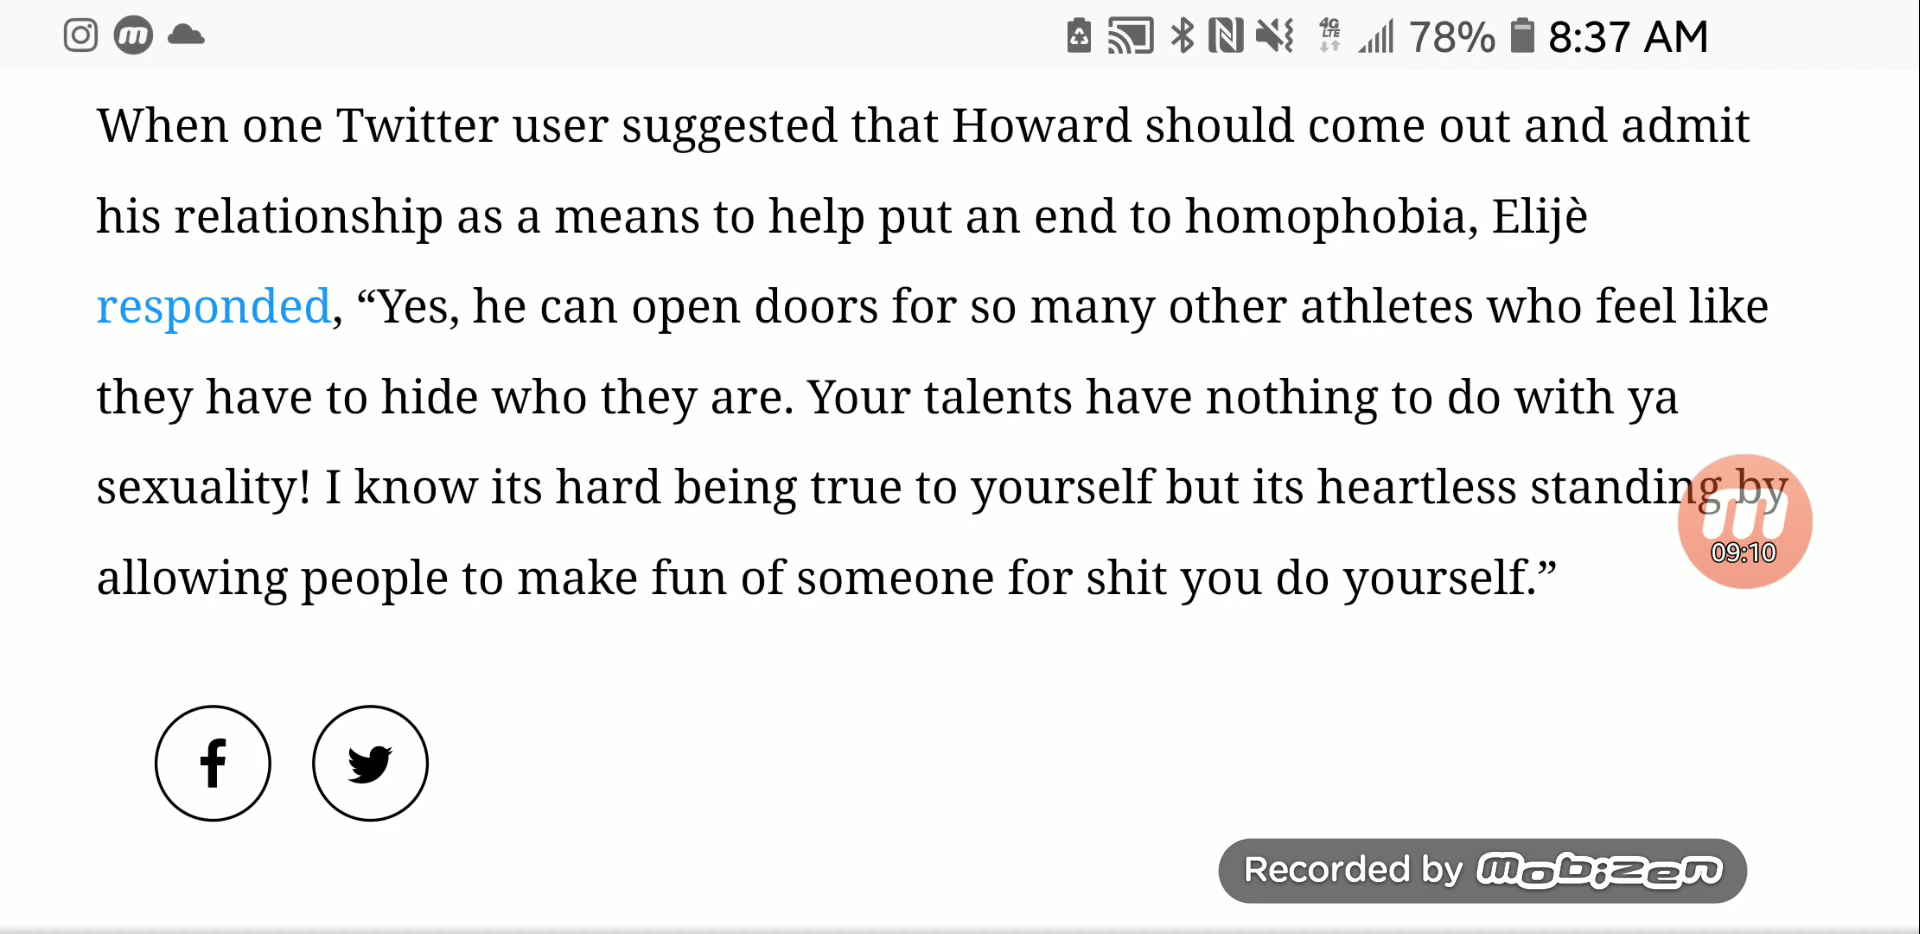 78% 8:37 AM
When one Twitter user suggested that Howard should come out and admit
his relationship as a means to help put an end to homophobia, Elijè
responded, “Yes, he can open doors for so many other athletes who feel like
they have to hide who they are. Your talents have nothing to do with ya
sexuality! I know its hard being true to yourself but its heartless standing by
allowing people to make fun of someone for shit you do yourself.”
09:10
Recorded by mobizen